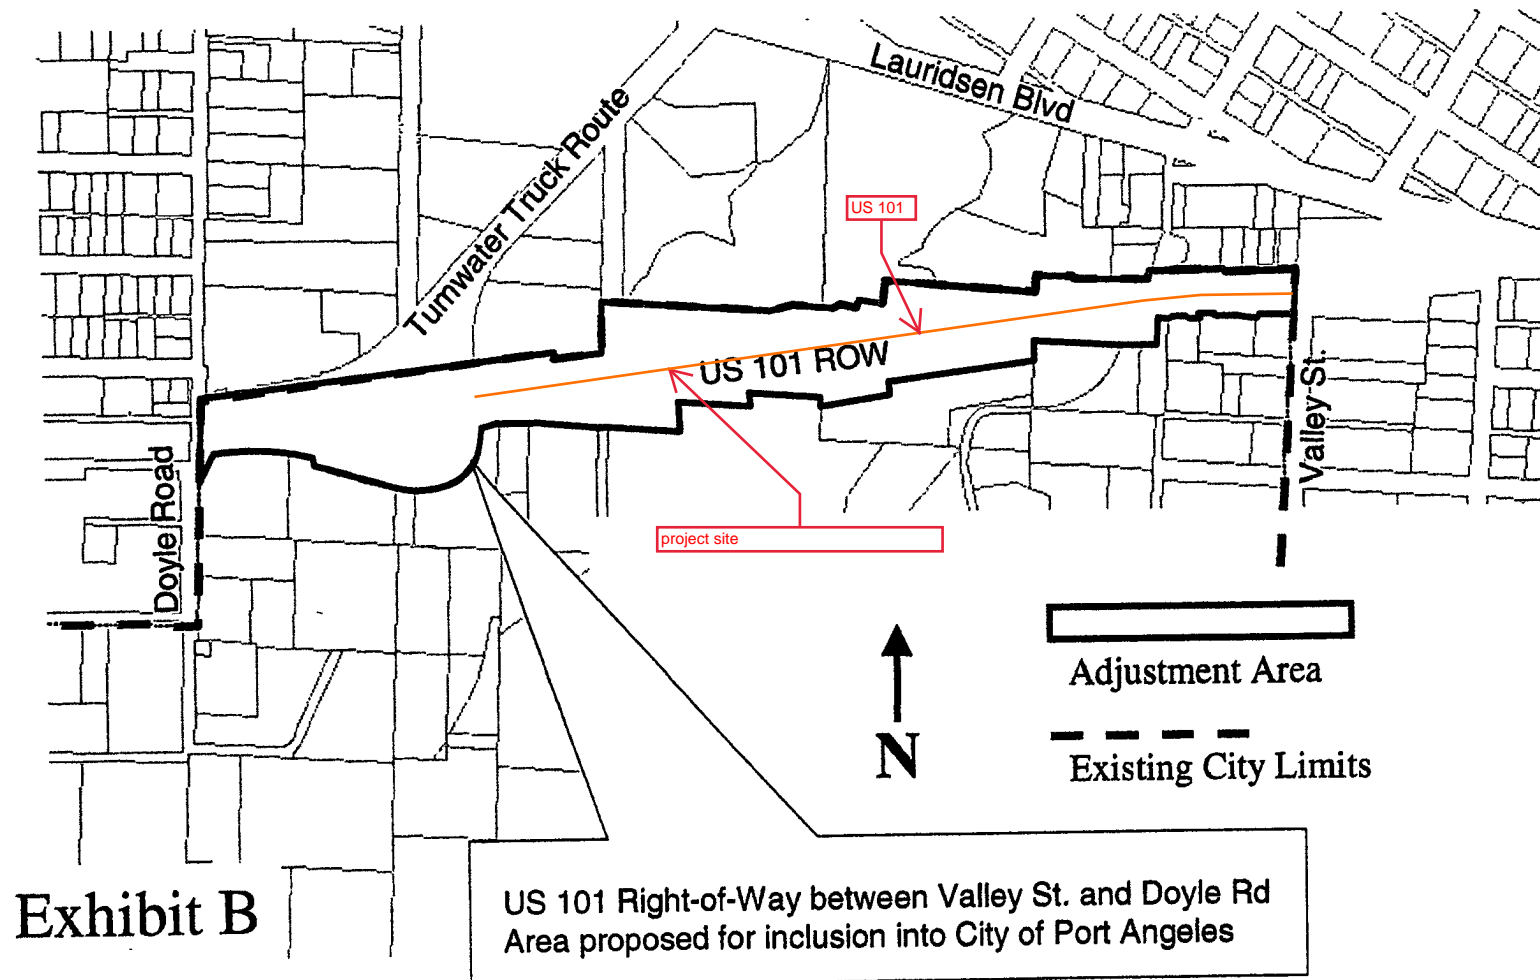 Lauridsen Blvd
Tumwater Truck Route
US 101
US 101 ROW
Valley St.
Doyle Road
project site
Adjustment Area
N
Existing City Limits
Exhibit B
US 101 Right-of-Way between Valley St. and Doyle Rd
Area proposed for inclusion into City of Port Angeles